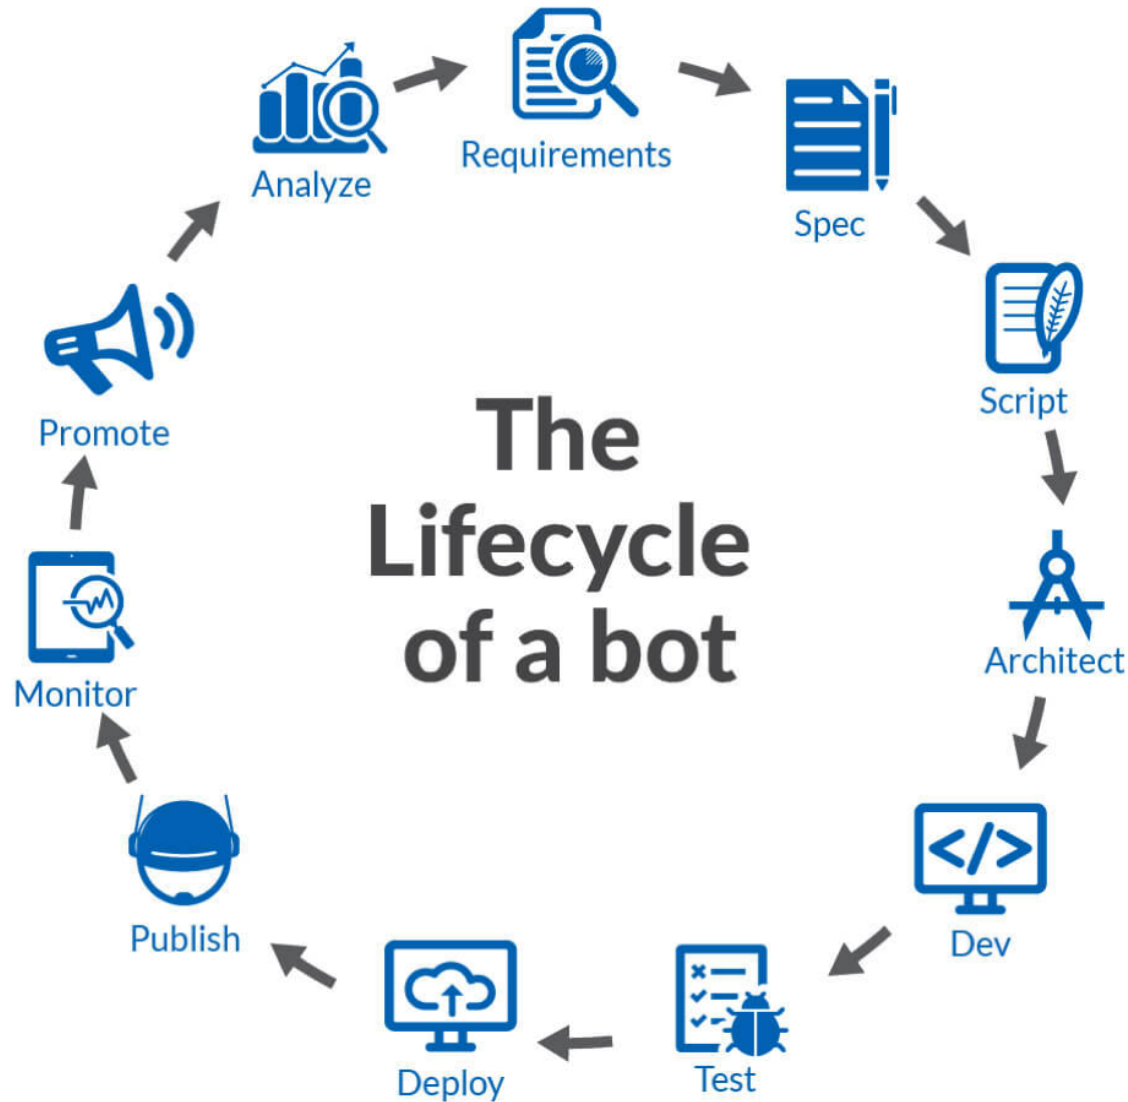 Requirements
Spec
Script
Architect
Dev
Test
Deploy
Publish
Monitor
Promote
Analyze
The
Lifecycle
of a bot